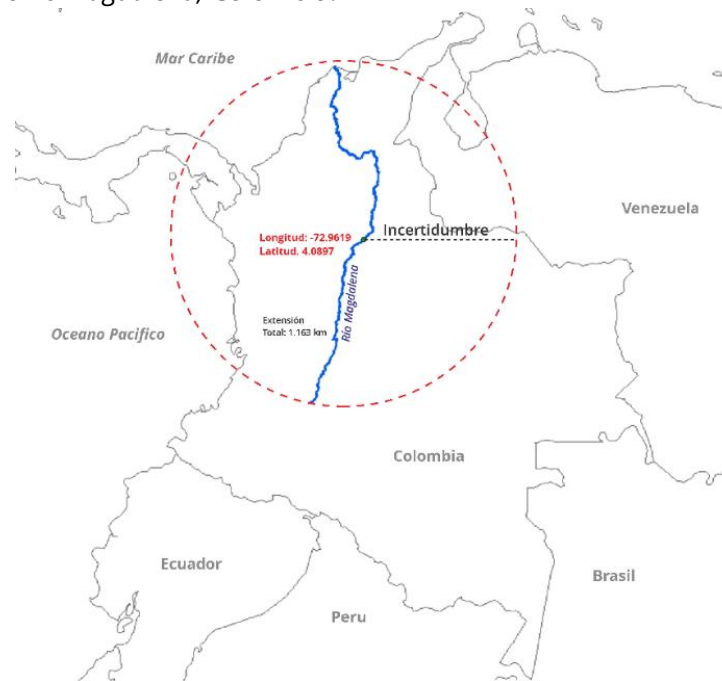 Mar Caribe
Venezuela
Incertidumbre
Longitud: -72.9619
Latitud. 4.0897
Río Magdalena
Extensión
Total: 1.163 km
Oceano Pacifico
Colombia
Ecuador
Brasil
Peru